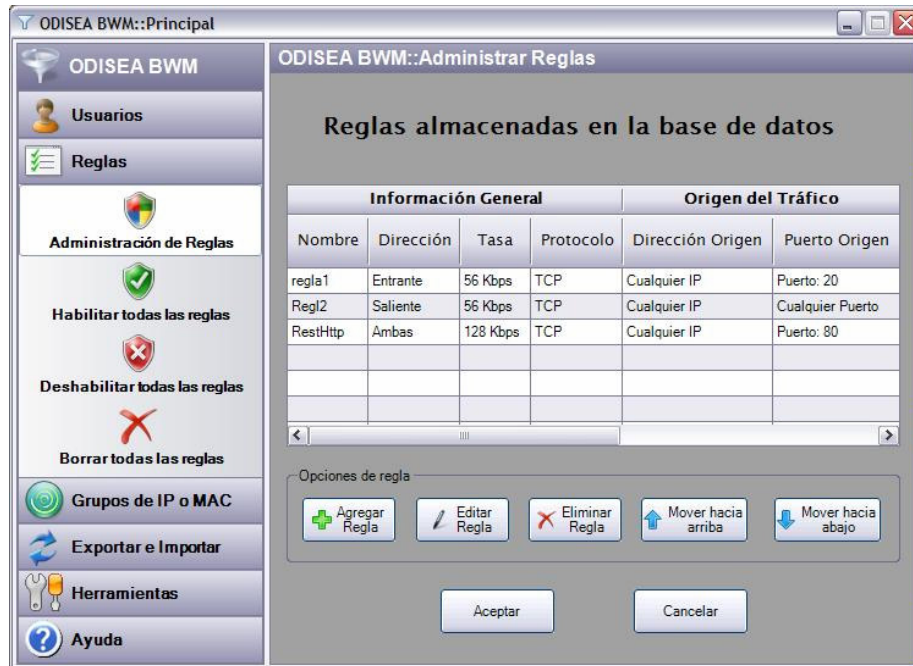 ODISEA BWM::Principal
ODISEA BWM
Usuarios
Reglas
Administración de Reglas
Habilitar todas las reglas
Deshabilitar todas las reglas
Borrar todas las reglas
Grupos de IP o MAC
Exportar e Importar
Herramientas
Ayuda
ODISEA BWM::Administrar Reglas
Reglas almacenadas en la base de datos
Información General Origen del Tráfico
Nombre Dirección Tasa Protocolo Dirección Origen Puerto Origen
regla1 Entrante 56 Kbps TCP Cualquier IP Puerto: 20
Regl2 Saliente 56 Kbps TCP Cualquier IP Cualquier Puerto
RestHttp Ambas 128 Kbps TCP Cualquier IP Puerto: 80
Opciones de regla
Agregar Regla
Editar Regla
Eliminar Regla
Mover hacia arriba
Mover hacia abajo
Aceptar Cancelar